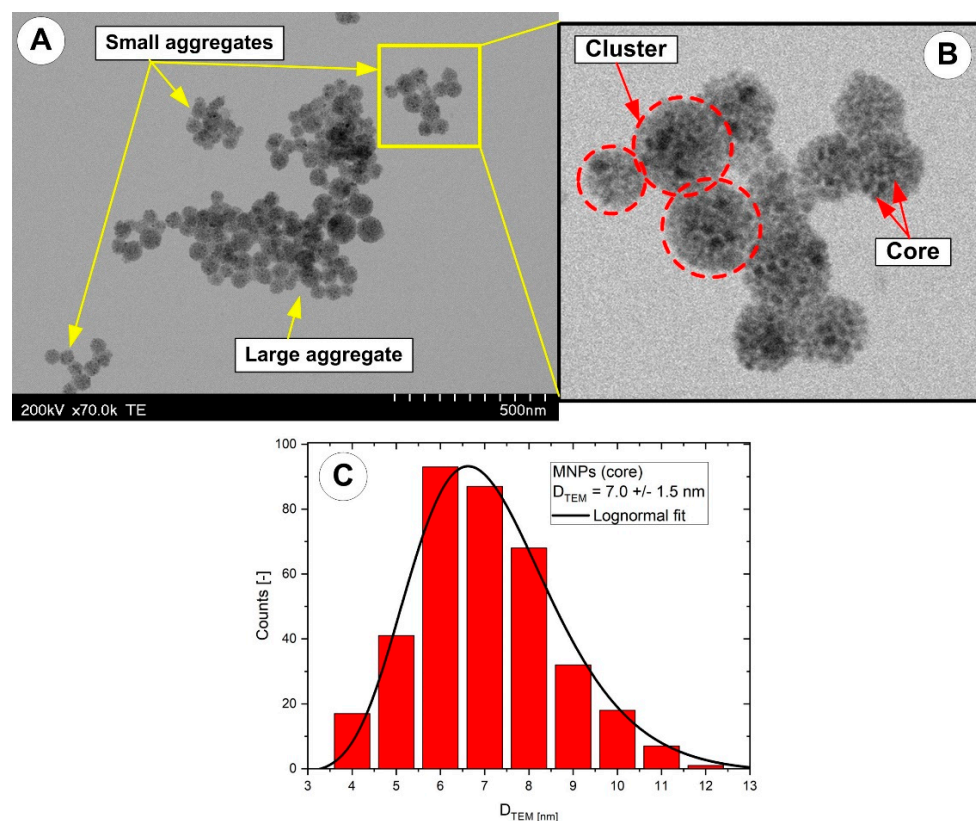 A
Small aggregates
Large aggregate
200kV x70.0k TE
500nm
B
Cluster
Core
C
MNPs (core)
D_TEM = 7.0 +/- 1.5 nm
Lognormal fit
Counts [-]
100
80
60
40
20
0
3 4 5 6 7 8 9 10 11 12 13
D_TEM [nm]